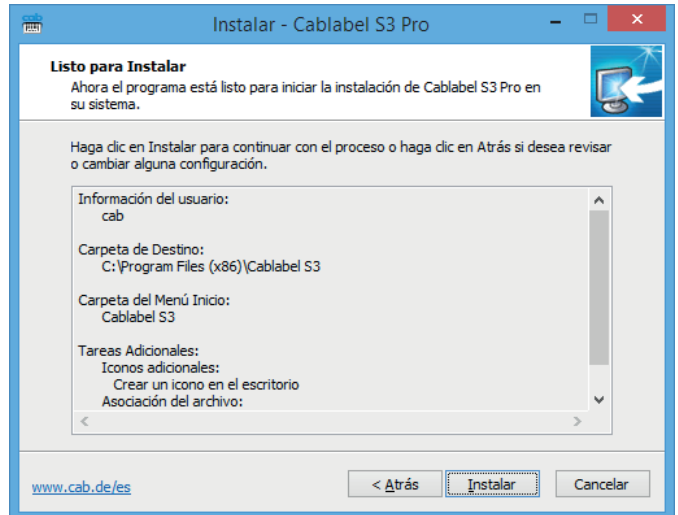 cab
Instalar - Cablabel S3 Pro
Listo para Instalar
Ahora el programa está listo para iniciar la instalación de Cablabel S3 Pro en
su sistema.
Haga clic en Instalar para continuar con el proceso o haga clic en Atrás si desea revisar
o cambiar alguna configuración.
Información del usuario:
cab
Carpeta de Destino:
C:\Program Files (x86)\Cablabel S3
Carpeta del Menú Inicio:
Cablabel S3
Tareas Adicionales:
Iconos adicionales:
Crear un icono en el escritorio
Asociación del archivo:
www.cab.de/es
< Atrás
Instalar
Cancelar